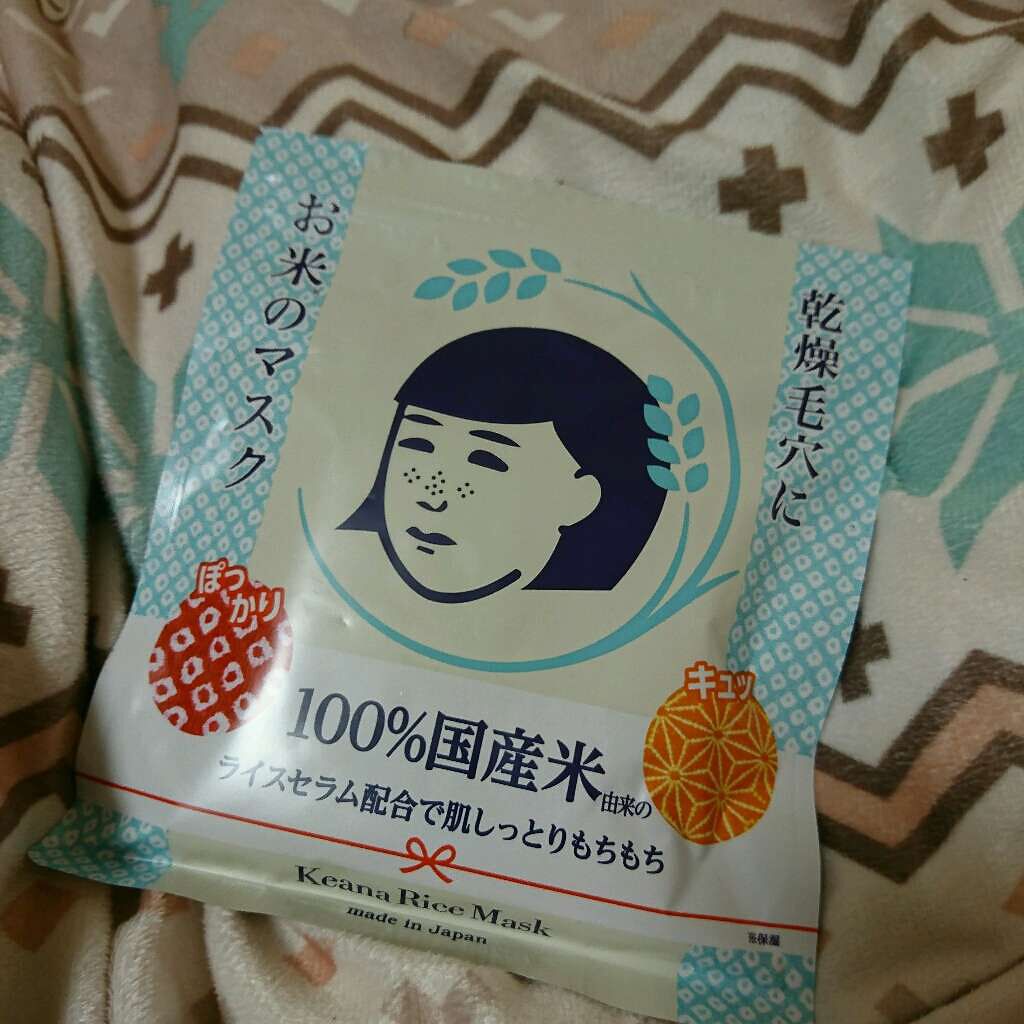 乾燥毛穴に
お米のマスク
ぽっ
かり
キュッ
100%国産米由来の
ライスセラム配合で肌しっとりもちもち
Keana Rice Mask
made in Japan
※保湿